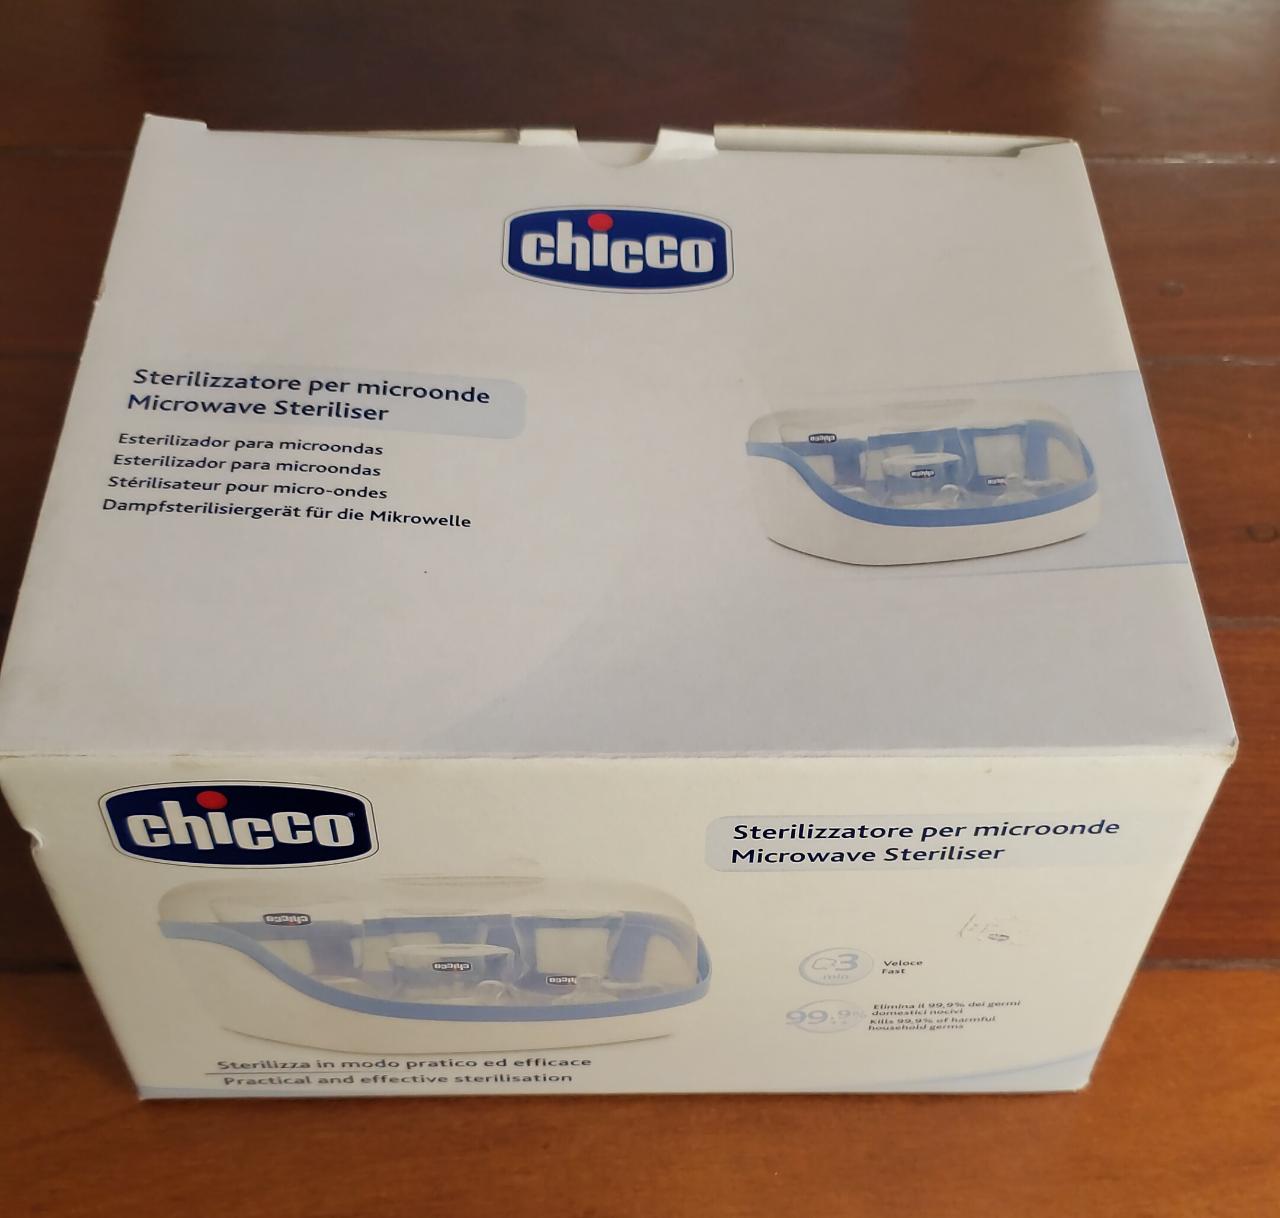 chicco
Sterilizzatore per microonde
Microwave Steriliser
Esterilizador para microondas
Esterilizador para microondas
Stérilisateur pour micro-ondes
Dampfsterilisiergerät für die Mikrowelle
chicco
chicco
chicco
chicco
Sterilizzatore per microonde
Microwave Steriliser
chicco
chicco
3
min
Veloce
Fast
99.9%
Elimina il 99,9% dei germi
domestici nocivi
Kills 99,9% of harmful
household germs
Sterilizza in modo pratico ed efficace
Practical and effective sterilisation